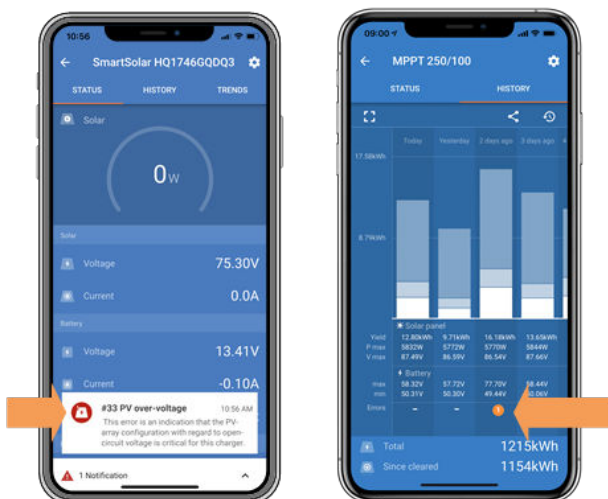 10:56
SmartSolar HQ1746GQDQ3
STATUS HISTORY TRENDS
Solar
0W
Solar
Voltage 75.30V
Current 0.0A
Battery
Voltage 13.41V
Current -0.10A
#33 PV over-voltage 10:56 AM
This error is an indication that the PV-
array configuration with regard to open-
circuit voltage is critical for this charger.
1 Notification
09:00
MPPT 250/100
STATUS HISTORY
Today Yesterday 2 days ago 3 days ago 4
17.58kWh
8.79kWh
Solar panel
Yield 12.80kWh 9.71kWh 16.18kWh 13.65kWh
P max 5832W 5772W 5770W 5844W
V max 87.49V 86.59V 86.54V 87.66V
Battery
max 58.32V 57.72V 77.70V 58.44V
min 50.31V 50.30V 49.44V 50.06V
Errors – – 1
Total 1215kWh
Since cleared 1154kWh